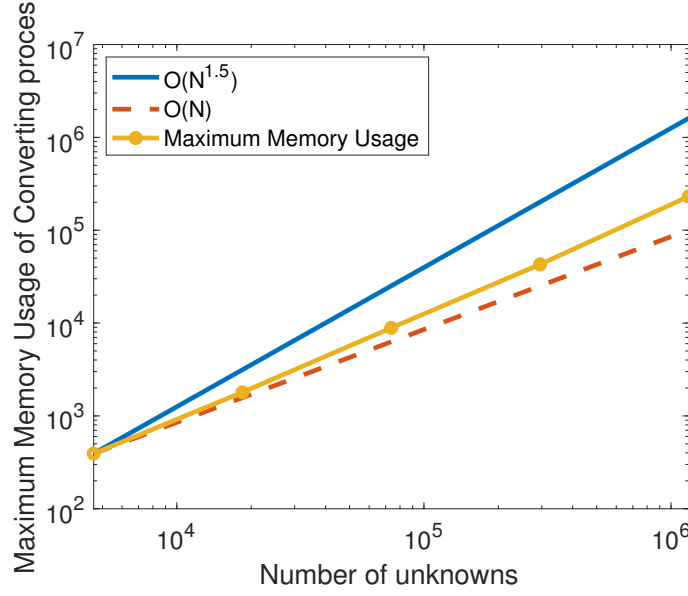 Maximum Memory Usage of Converting proces
10^7
10^6
10^5
10^4
10^3
10^2
O(N^1.5)
O(N)
Maximum Memory Usage
10^4
10^5
10^6
Number of unknowns